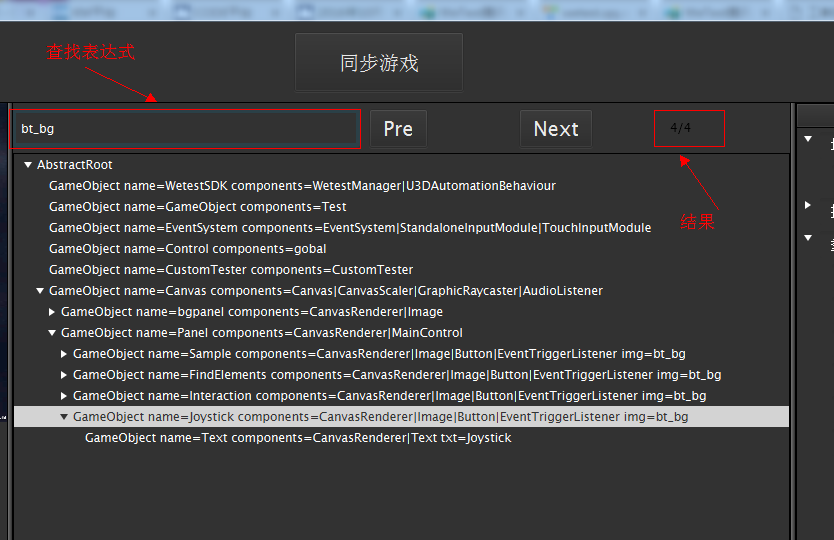 查找表达式
同步游戏
bt_bg
Pre
Next
4/4
结果
AbstractRoot
GameObject name=WetestSDK components=WetestManager|U3DAutomationBehaviour
GameObject name=GameObject components=Test
GameObject name=EventSystem components=EventSystem|StandaloneInputModule|TouchInputModule
GameObject name=Control components=gobal
GameObject name=CustomTester components=CustomTester
GameObject name=Canvas components=Canvas|CanvasScaler|GraphicRaycaster|AudioListener
GameObject name=bgpanel components=CanvasRenderer|Image
GameObject name=Panel components=CanvasRenderer|MainControl
GameObject name=Sample components=CanvasRenderer|Image|Button|EventTriggerListener img=bt_bg
GameObject name=FindElements components=CanvasRenderer|Image|Button|EventTriggerListener img=bt_bg
GameObject name=Interaction components=CanvasRenderer|Image|Button|EventTriggerListener img=bt_bg
GameObject name=Joystick components=CanvasRenderer|Image|Button|EventTriggerListener img=bt_bg
GameObject name=Text components=CanvasRenderer|Text txt=Joystick